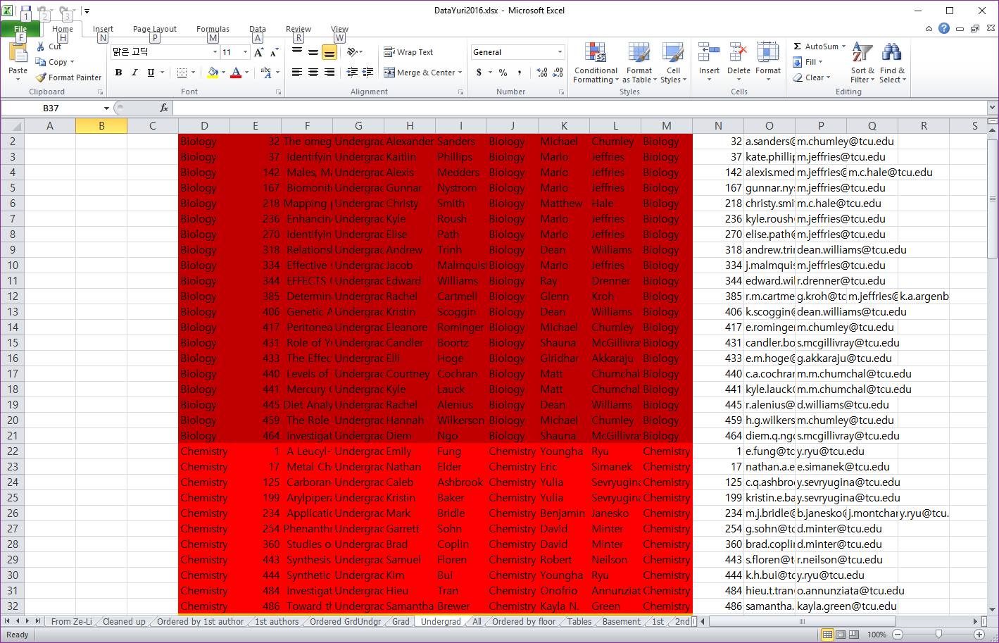 DataYuri2016.xlsx - Microsoft Excel
1 2 3
File Home Insert Page Layout Formulas Data Review View
F H N P M A R W
Paste Cut Copy Format Painter Clipboard
맑은 고딕 11 B I U Font
Wrap Text Merge & Center Alignment
General $ % , Number
Conditional Formatting Format as Table Cell Styles Styles
Insert Delete Format Cells
AutoSum Fill Clear Sort & Filter Find & Select Editing
B37 fx
A B C D E F G H I J K L M N O P Q R S
2 Biology 32 The omeg Undergrad Alexander Sanders Biology Michael Chumley Biology 32 a.sanders@ m.chumley@tcu.edu
3 Biology 37 Identifyin Undergrad Kaitlin Phillips Biology Marlo Jeffries Biology 37 kate.phillip m.jeffries@tcu.edu
4 Biology 142 Males, Ma Undergrad Alexis Medders Biology Marlo Jeffries Biology 142 alexis.med m.jeffries@ m.c.hale@tcu.edu
5 Biology 167 Biomonito Undergrad Gunnar Nystrom Biology Marlo Jeffries Biology 167 gunnar.nys m.jeffries@tcu.edu
6 Biology 218 Mapping Undergrad Christy Smith Biology Matthew Hale Biology 218 christy.smi m.c.hale@tcu.edu
7 Biology 236 Enhancin Undergrad Kyle Roush Biology Marlo Jeffries Biology 236 kyle.roush m.jeffries@tcu.edu
8 Biology 270 Identifyin Undergrad Elise Path Biology Marlo Jeffries Biology 270 elise.path@ m.jeffries@tcu.edu
9 Biology 318 Relations Undergrad Andrew Trinh Biology Dean Williams Biology 318 andrew.tri dean.williams@tcu.edu
10 Biology 334 Effective Undergrad Jacob Malmquist Biology Marlo Jeffries Biology 334 j.malmquis m.jeffries@tcu.edu
11 Biology 344 EFFECTS Undergrad Edward Williams Biology Ray Drenner Biology 344 edward.wil r.drenner@tcu.edu
12 Biology 385 Determin Undergrad Rachel Cartmell Biology Glenn Kroh Biology 385 r.m.cartme g.kroh@tc m.jeffries@ k.a.argenb
13 Biology 406 Genetic A Undergrad Kristin Scoggin Biology Dean Williams Biology 406 k.scoggin@ dean.williams@tcu.edu
14 Biology 417 Peritonea Undergrad Eleanore Rominger Biology Michael Chumley Biology 417 e.rominger m.chumley@tcu.edu
15 Biology 431 Role of Y Undergrad Candler Boortz Biology Shauna McGillivra Biology 431 candler.bo s.mcgillivray@tcu.edu
16 Biology 433 The Effec Undergrad Elli Hoge Biology Giridhar Akkaraju Biology 433 e.m.hoge@ g.akkaraju@tcu.edu
17 Biology 440 Levels of Undergrad Courtney Cochran Biology Matt Chumchal Biology 440 c.a.cochran m.m.chumchal@tcu.edu
18 Biology 441 Mercury Undergrad Kyle Lauck Biology Matt Chumchal Biology 441 kyle.lauck@ m.m.chumchal@tcu.edu
19 Biology 445 Diet Analy Undergrad Rachel Alenius Biology Dean Williams Biology 445 r.alenius@ d.williams@tcu.edu
20 Biology 459 The Role Undergrad Hannah Wilkerson Biology Michael Chumley Biology 459 h.g.wilkers m.chumley@tcu.edu
21 Biology 464 Investigat Undergrad Diem Ngo Biology Shauna McGillivra Biology 464 diem.q.ngo s.mcgillivray@tcu.edu
22 Chemistry 1 A Leucyl- Undergrad Emily Fung Chemistry Youngha Ryu Chemistry 1 e.fung@tc y.ryu@tcu.edu
23 Chemistry 17 Metal Ch Undergrad Nathan Elder Chemistry Eric Simanek Chemistry 17 nathan.a.e e.simanek@tcu.edu
24 Chemistry 125 Carboran Undergrad Caleb Ashbrook Chemistry Yulia Sevryugina Chemistry 125 c.q.ashbro y.sevryugina@tcu.edu
25 Chemistry 199 Arylpiper Undergrad Kristin Baker Chemistry Yulia Sevryugina Chemistry 199 kristin.e.ba y.sevryugina@tcu.edu
26 Chemistry 234 Applicatio Undergrad Mark Bridle Chemistry Benjamin Janesko Chemistry 234 m.j.bridle@ b.janesko@ j.montchar y.ryu@tcu.
27 Chemistry 254 Phenanthr Undergrad Garrett Sohn Chemistry David Minter Chemistry 254 g.sohn@tc d.minter@tcu.edu
28 Chemistry 360 Studies o Undergrad Brad Coplin Chemistry David Minter Chemistry 360 brad.coplin d.minter@tcu.edu
29 Chemistry 443 Synthesis Undergrad Samuel Floren Chemistry Robert Neilson Chemistry 443 s.floren@t r.neilson@tcu.edu
30 Chemistry 444 Synthetic Undergrad Kim Bui Chemistry Youngha Ryu Chemistry 444 k.h.bui@tc y.ryu@tcu.edu
31 Chemistry 484 Investigat Undergrad Hieu Tran Chemistry Onofrio Annunziat Chemistry 484 hieu.t.tran@ o.annunziata@tcu.edu
32 Chemistry 486 Toward th Undergrad Samantha Brewer Chemistry Kayla N. Green Chemistry 486 samantha. kayla.green@tcu.edu
From Ze-Li Cleaned up Ordered by 1st author 1st authors Ordered GrdUndgr Grad Undergrad All Ordered by floor Tables Basement 1st 2nd
Ready 100%